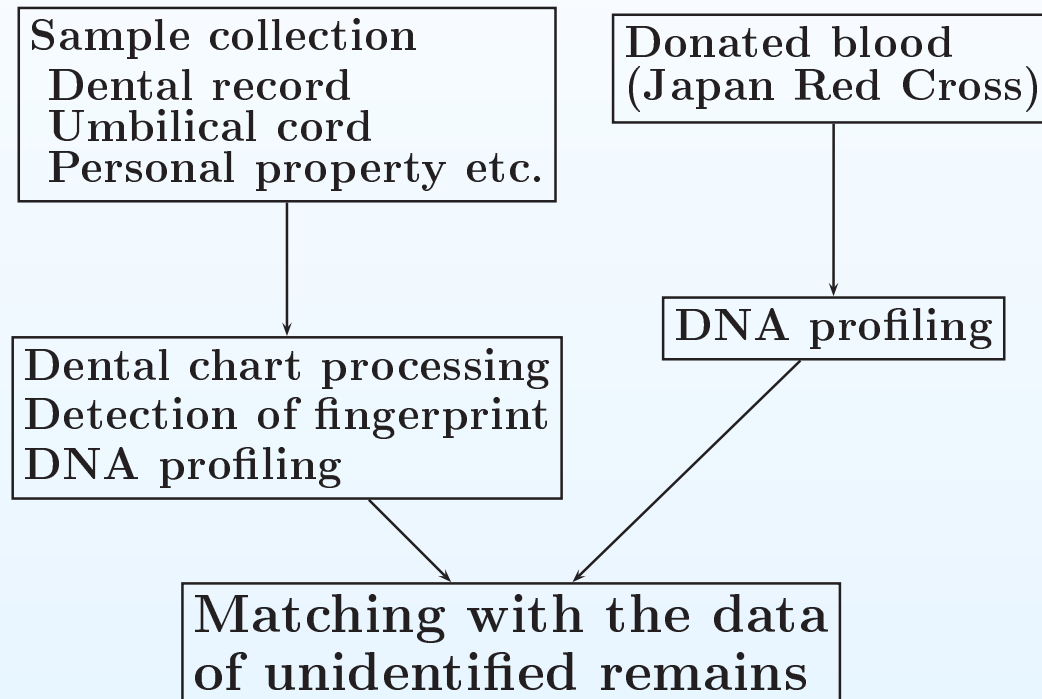 Sample collection
Dental record
Umbilical cord
Personal property etc.
Donated blood
(Japan Red Cross)
Dental chart processing
Detection of fingerprint
DNA profiling
DNA profiling
Matching with the data
of unidentified remains